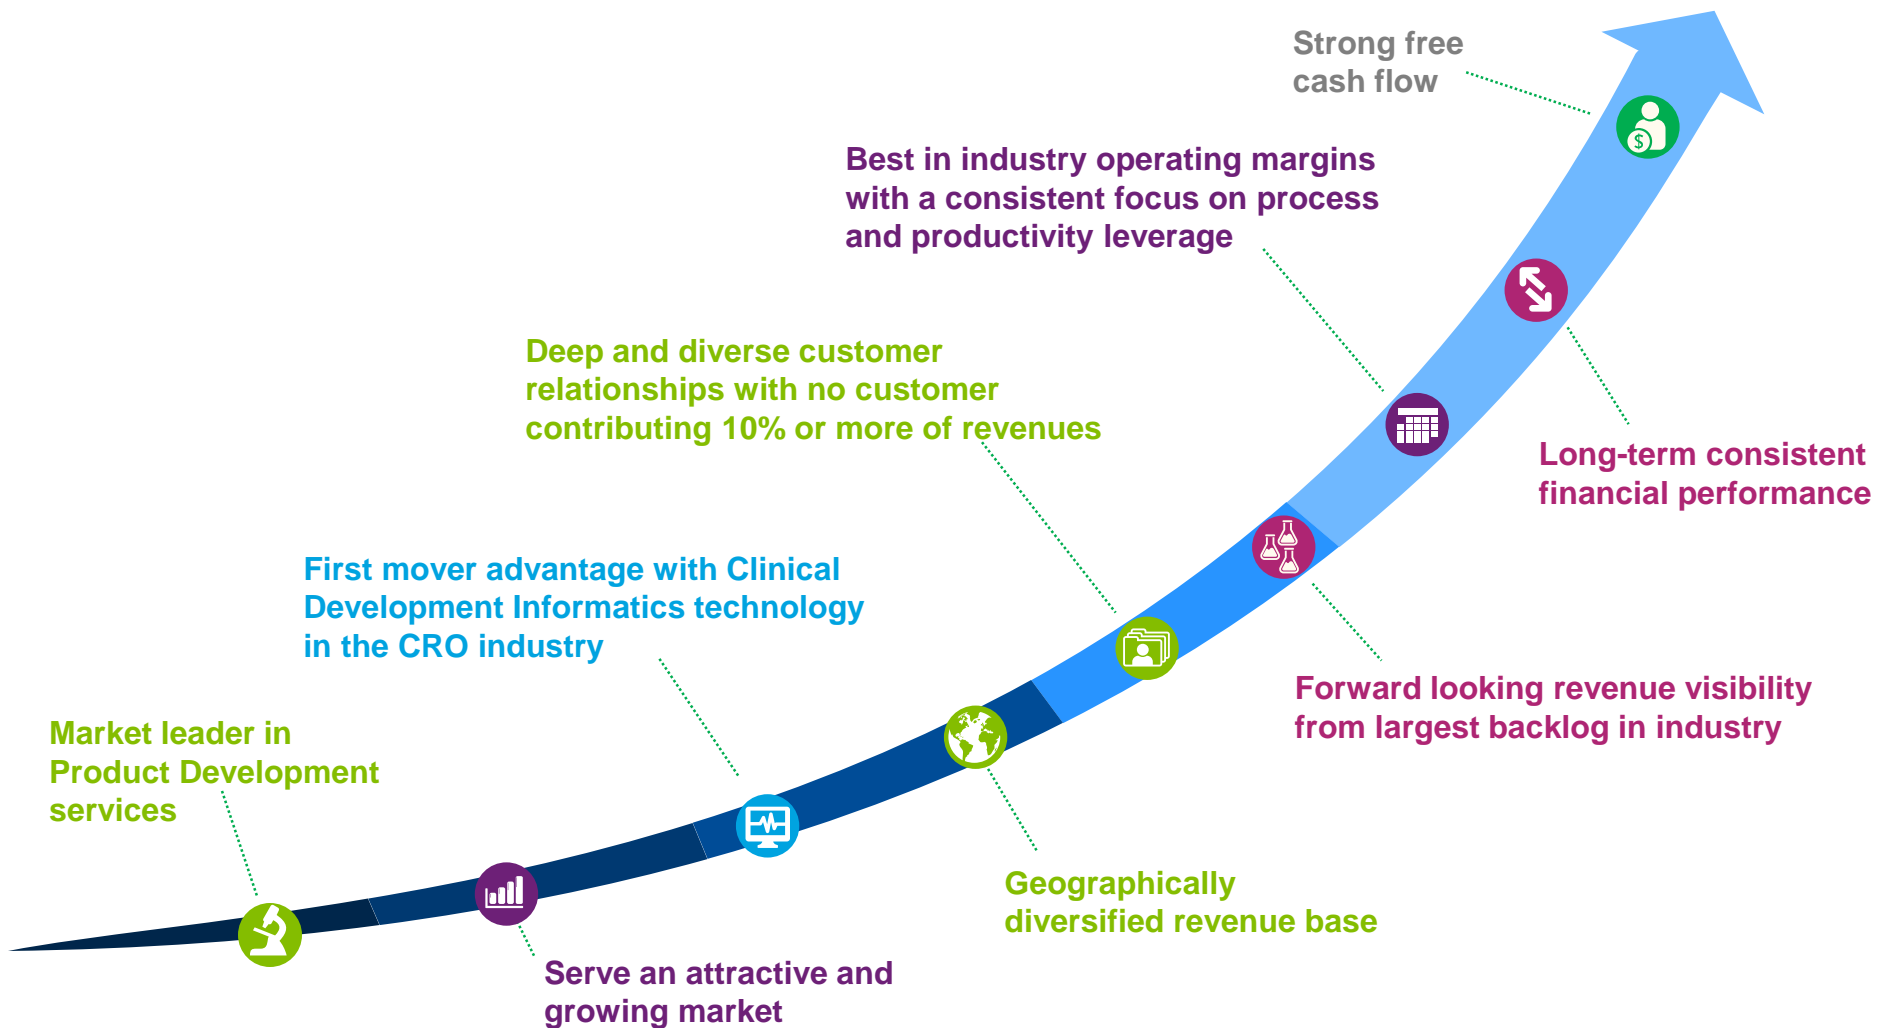 Strong free
cash flow
Best in industry operating margins
with a consistent focus on process
and productivity leverage
Deep and diverse customer
relationships with no customer
contributing 10% or more of revenues
Long-term consistent
financial performance
First mover advantage with Clinical
Development Informatics technology
in the CRO industry
Forward looking revenue visibility
from largest backlog in industry
Market leader in
Product Development
services
Geographically
diversified revenue base
Serve an attractive and
growing market
$